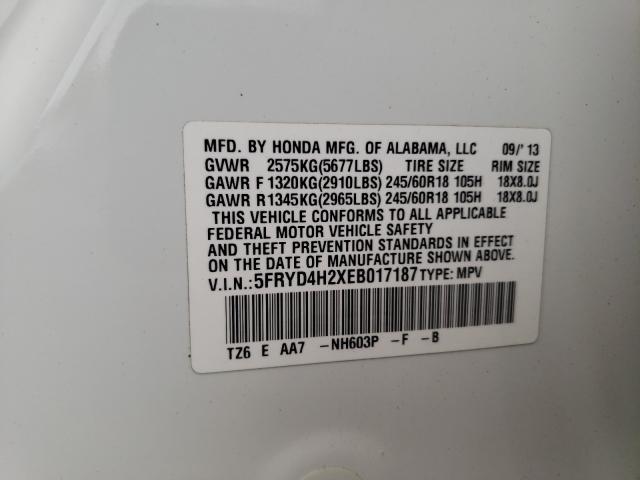 MFD. BY HONDA MFG. OF ALABAMA, LLC 09/'13
GVWR 2575KG(5677LBS) TIRE SIZE RIM SIZE
GAWR F 1320KG(2910LBS) 245/60R18 105H 18X8.0J
GAWR R1345KG(2965LBS) 245/60R18 105H 18X8.0J
THIS VEHICLE CONFORMS TO ALL APPLICABLE
FEDERAL MOTOR VEHICLE SAFETY
AND THEFT PREVENTION STANDARDS IN EFFECT
ON THE DATE OF MANUFACTURE SHOWN ABOVE.
V.I.N.:5FRYD4H2XEB017187 TYPE: MPV
TZ6 E AA7 -NH603P -F -B